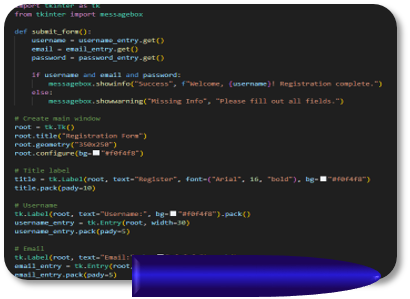 import tkinter as tk
from tkinter import messagebox
def submit_form():
username = username_entry.get()
email = email_entry.get()
password = password_entry.get()
if username and email and password:
messagebox.showinfo("Success", f"Welcome, {username}! Registration complete.")
else:
messagebox.showwarning("Missing Info", "Please fill out all fields.")
# Create main window
root = tk.Tk()
root.title("Registration Form")
root.geometry("350x250")
root.configure(bg="#f0f4f8")
# Title label
title = tk.Label(root, text="Register", font=("Arial", 16, "bold"), bg="#f0f4f8")
title.pack(pady=10)
# Username
tk.Label(root, text="Username:", bg="#f0f4f8").pack()
username_entry = tk.Entry(root, width=30)
username_entry.pack(pady=5)
# Email
tk.Label(root, text="Email:"
email_entry = tk.Entry(root,
email_entry.pack(pady=5)